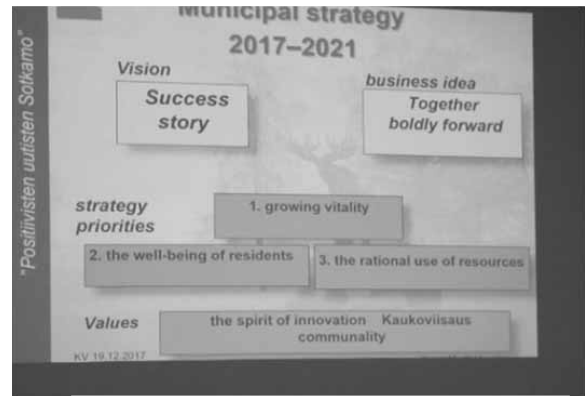 Municipal strategy
2017–2021
Vision
Success
story
business idea
Together
boldly forward
strategy
priorities
1. growing vitality
2. the well-being of residents
3. the rational use of resources
Values
the spirit of innovation Kaukoviisaus
communality
KV 19.12.2017
"Positiivisten uutisten Sotkamo"